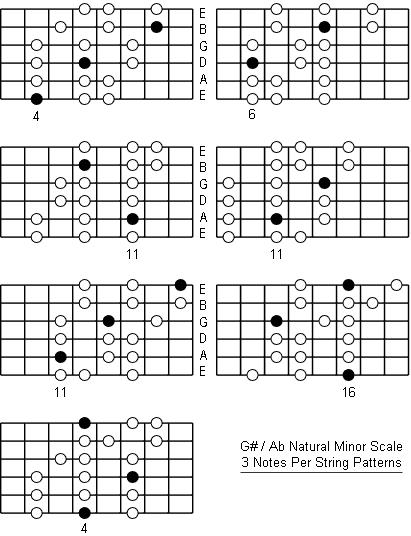 E
B
G
D
A
E
4
6
E
B
G
D
A
E
11
11
E
B
G
D
A
E
11
16
G# / Ab Natural Minor Scale
3 Notes Per String Patterns
4